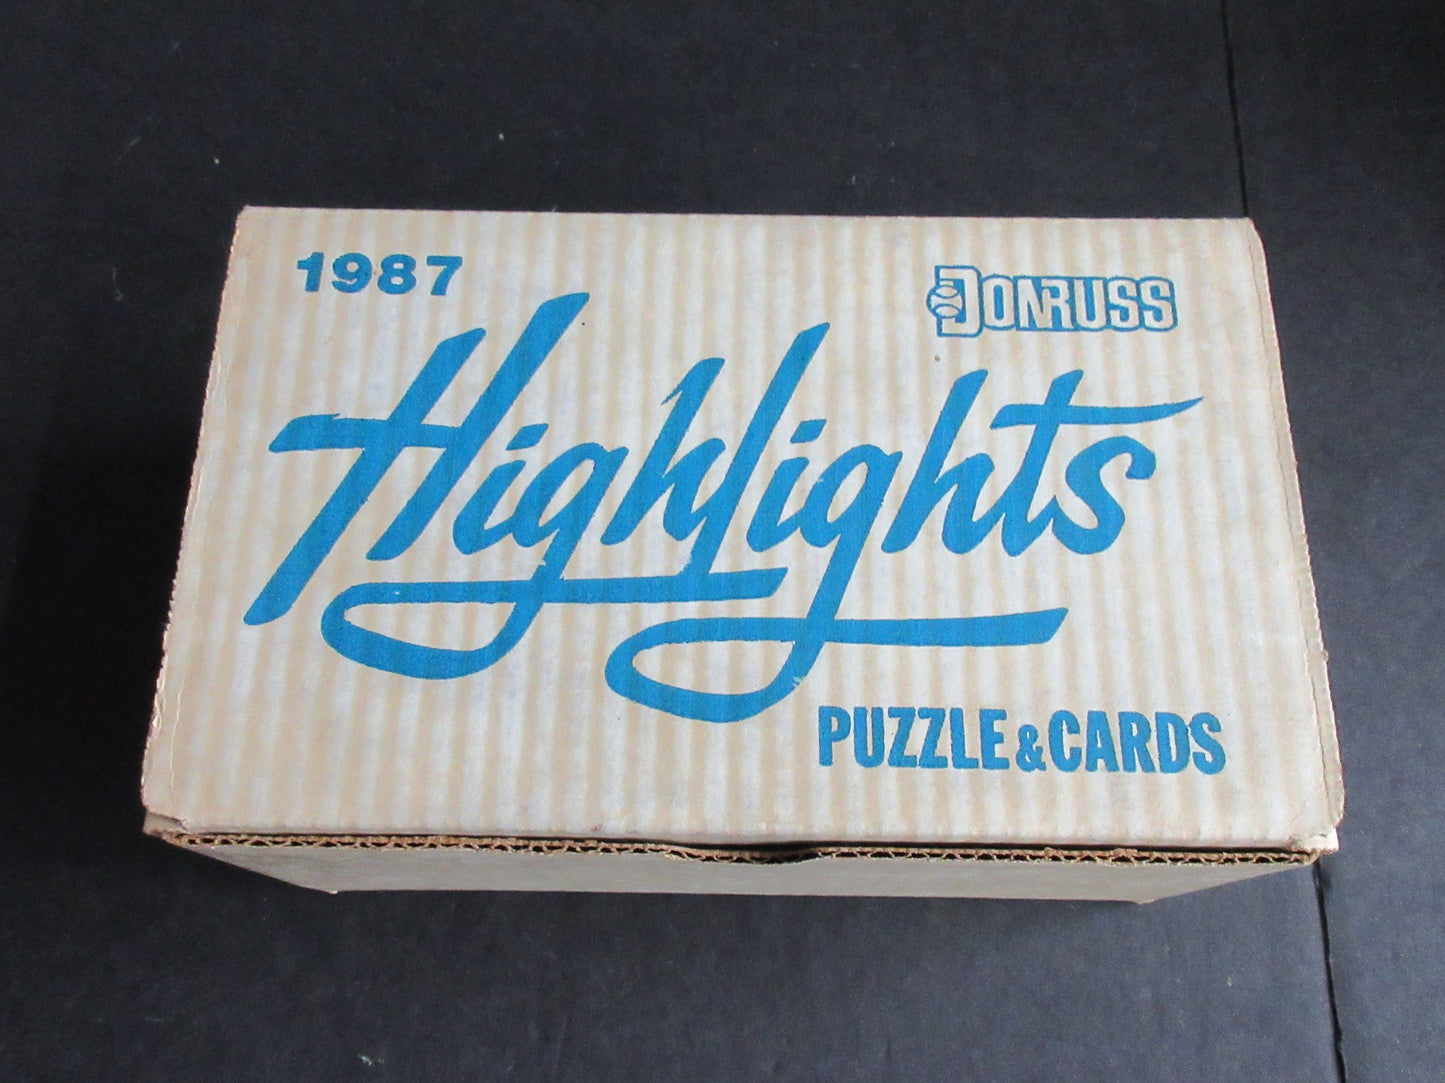 1987
DONRUSS
Highlights
PUZZLE & CARDS